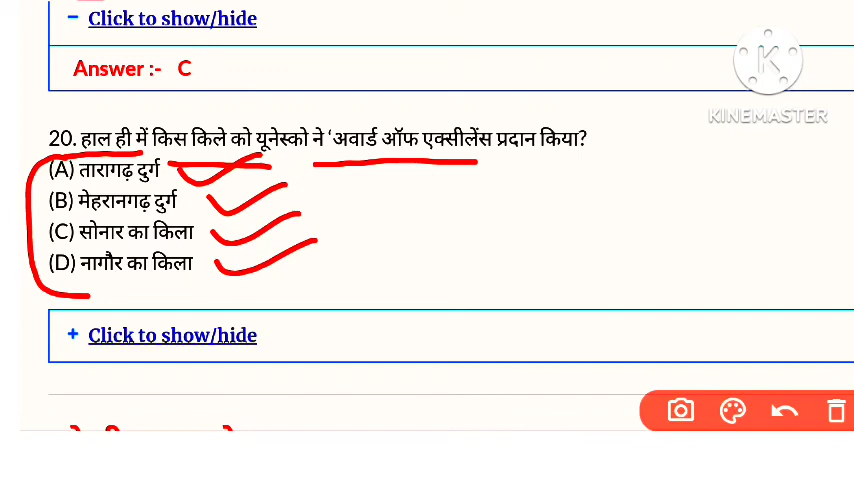 − Click to show/hide
Answer :- C
KINEMASTER
20. हाल ही में किस किले को यूनेस्को ने ‘अवार्ड ऑफ एक्सीलेंस प्रदान किया?
(A) तारागढ़ दुर्ग
(B) मेहरानगढ़ दुर्ग
(C) सोनार का किला
(D) नागौर का किला
+ Click to show/hide